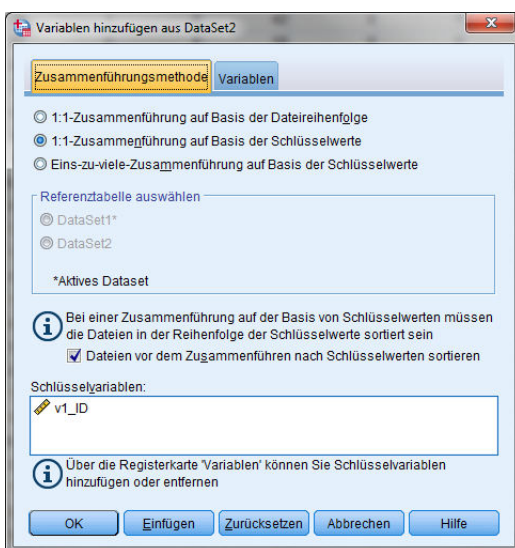 Variablen hinzufügen aus DataSet2
Zusammenführungsmethode Variablen
1:1-Zusammenführung auf Basis der Dateireihenfolge
1:1-Zusammenführung auf Basis der Schlüsselwerte
Eins-zu-viele-Zusammenführung auf Basis der Schlüsselwerte
Referenztabelle auswählen
DataSet1*
DataSet2
*Aktives Dataset
Bei einer Zusammenführung auf der Basis von Schlüsselwerten müssen
die Dateien in der Reihenfolge der Schlüsselwerte sortiert sein
Dateien vor dem Zusammenführen nach Schlüsselwerten sortieren
Schlüsselvariablen:
v1_ID
Über die Registerkarte 'Variablen' können Sie Schlüsselvariablen
hinzufügen oder entfernen
OK Einfügen Zurücksetzen Abbrechen Hilfe